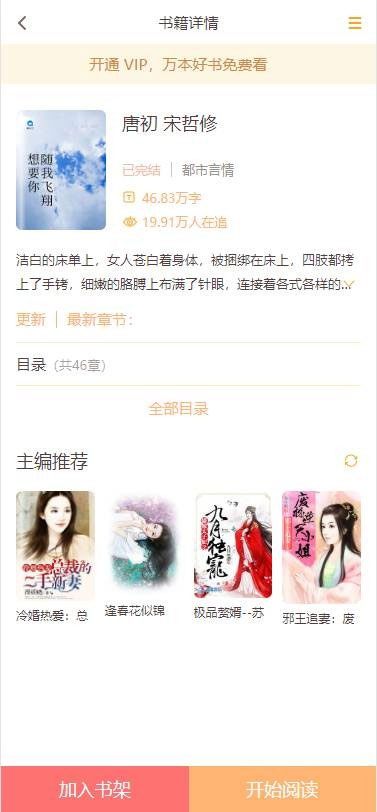 书籍详情
开通 VIP，万本好书免费看
唐初 宋哲修
已完结 | 都市言情
46.83万字
19.91万人在追
随我飞翔
想要你
洁白的床单上，女人苍白着身体，被捆绑在床上，四肢都拷
上了手铐，细嫩的胳膊上布满了针眼，连接着各式各样的...
更新 | 最新章节：
目录（共46章）
全部目录
主编推荐
总裁的
二手新妻
九月独宠
废物逆天小姐
冷婚热爱：总
逢春花似锦
极品赘婿--苏
邪王追妻：废
加入书架
开始阅读